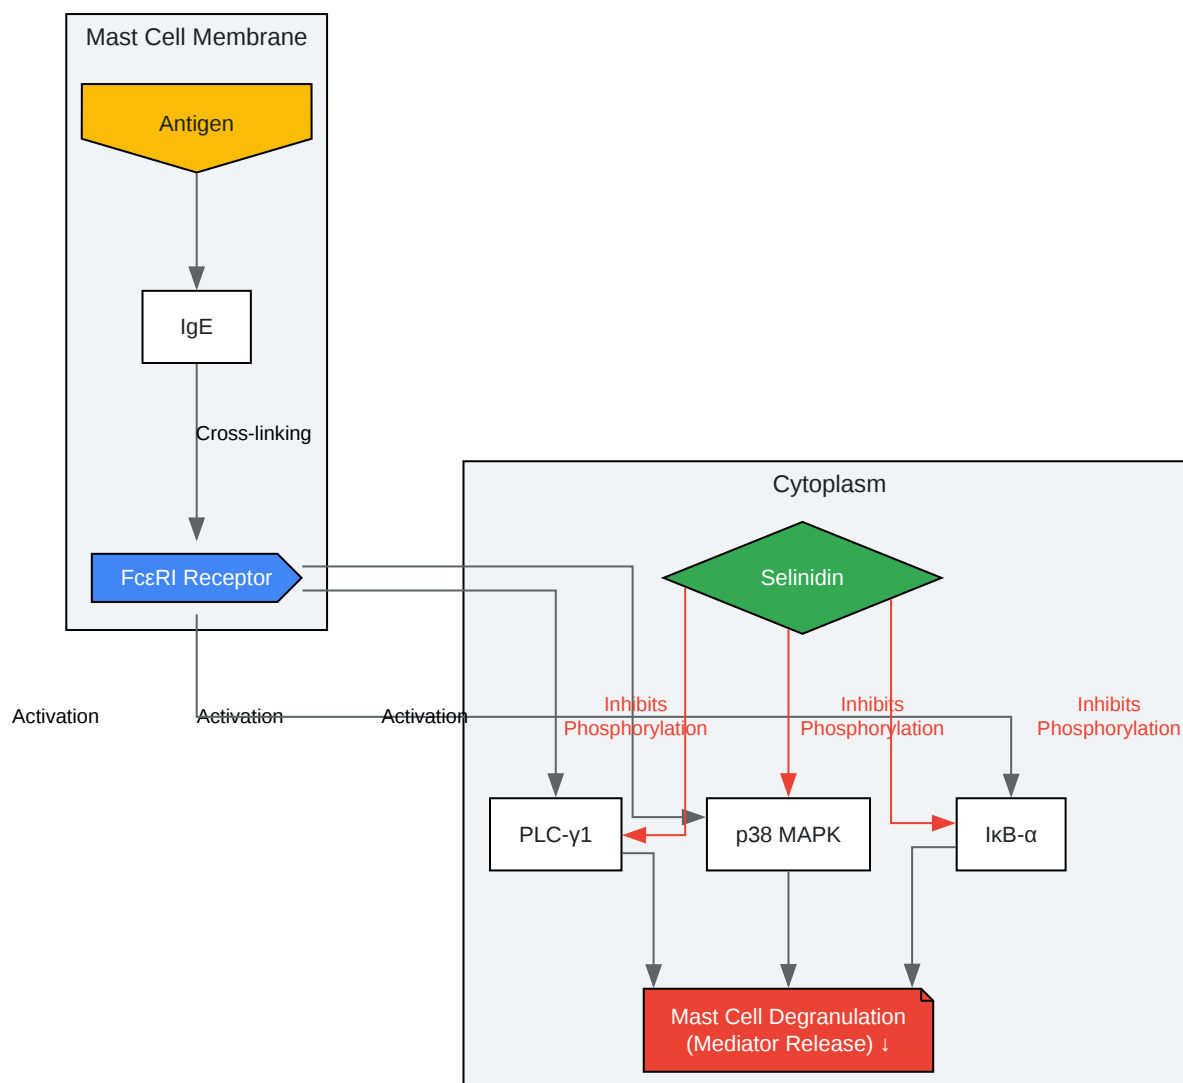 Mast Cell Membrane
Antigen
IgE
Cross-linking
Cytoplasm
FcεRI Receptor
Selinidin
Activation
Activation
Activation
Inhibits
Phosphorylation
Inhibits
Phosphorylation
Inhibits
Phosphorylation
PLC-γ1
p38 MAPK
IκB-α
Mast Cell Degranulation
(Mediator Release) ↓